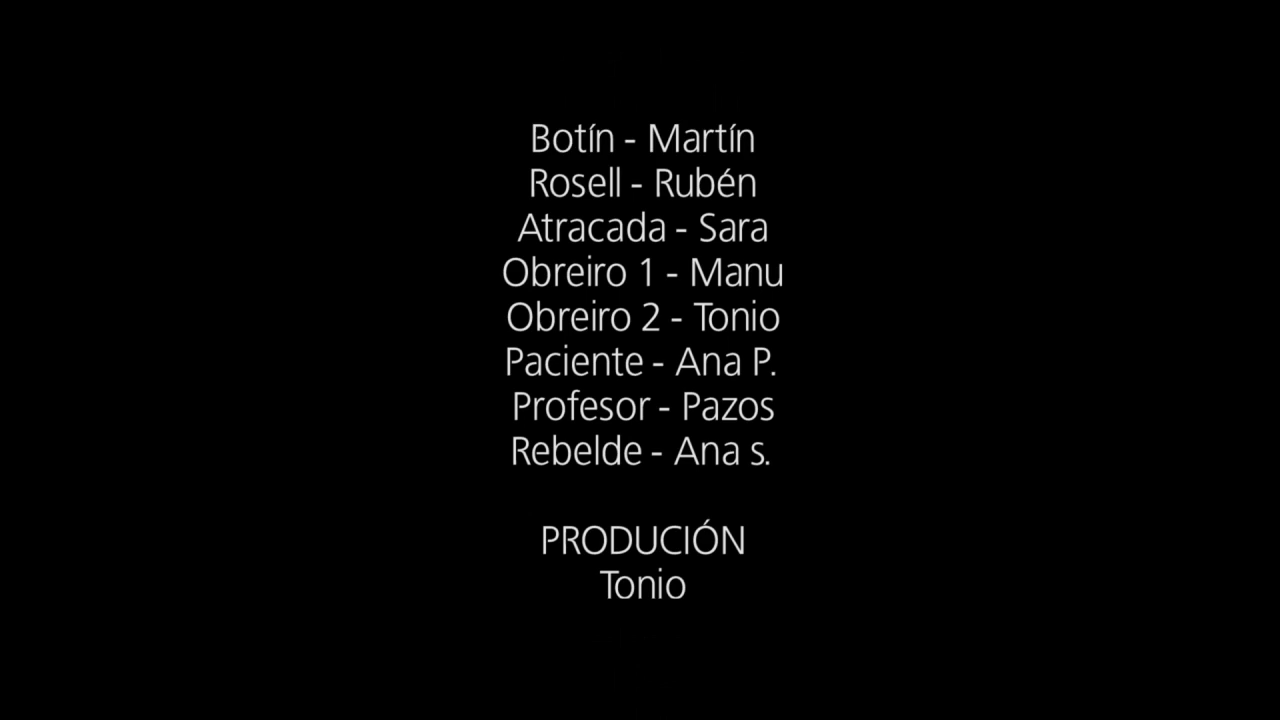 Botín - Martín
Rosell - Rubén
Atracada - Sara
Obreiro 1 - Manu
Obreiro 2 - Tonio
Paciente - Ana P.
Profesor - Pazos
Rebelde - Ana s.
PRODUCIÓN
Tonio